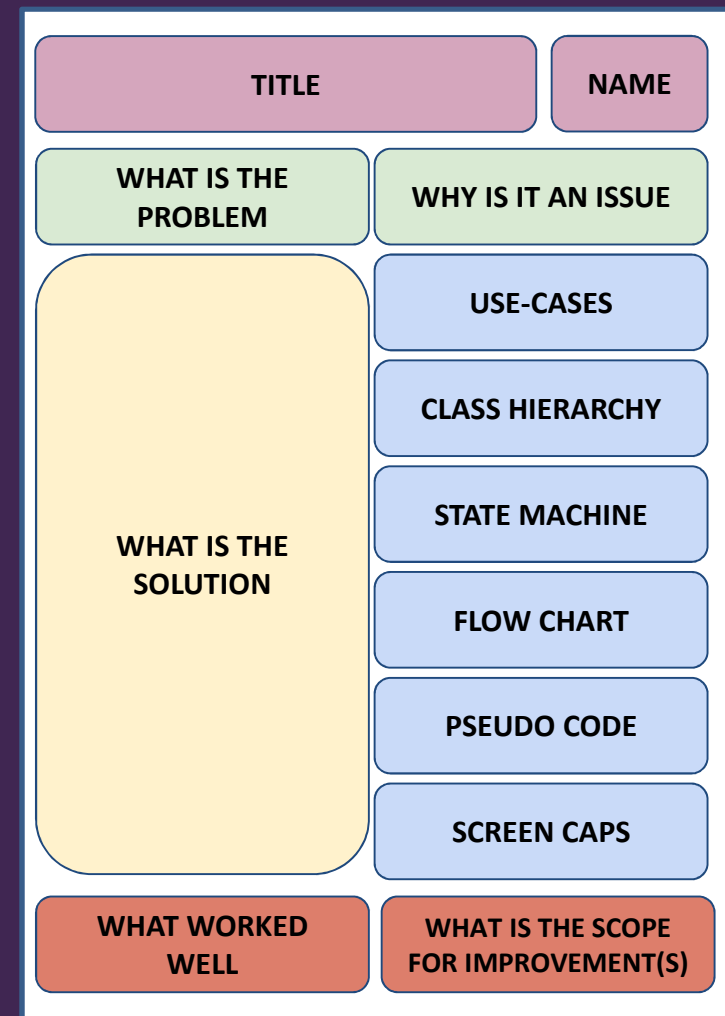 TITLE
NAME
WHAT IS THE
PROBLEM
WHY IS IT AN ISSUE
WHAT IS THE
SOLUTION
USE-CASES
CLASS HIERARCHY
STATE MACHINE
FLOW CHART
PSEUDO CODE
SCREEN CAPS
WHAT WORKED
WELL
WHAT IS THE SCOPE
FOR IMPROVEMENT(S)